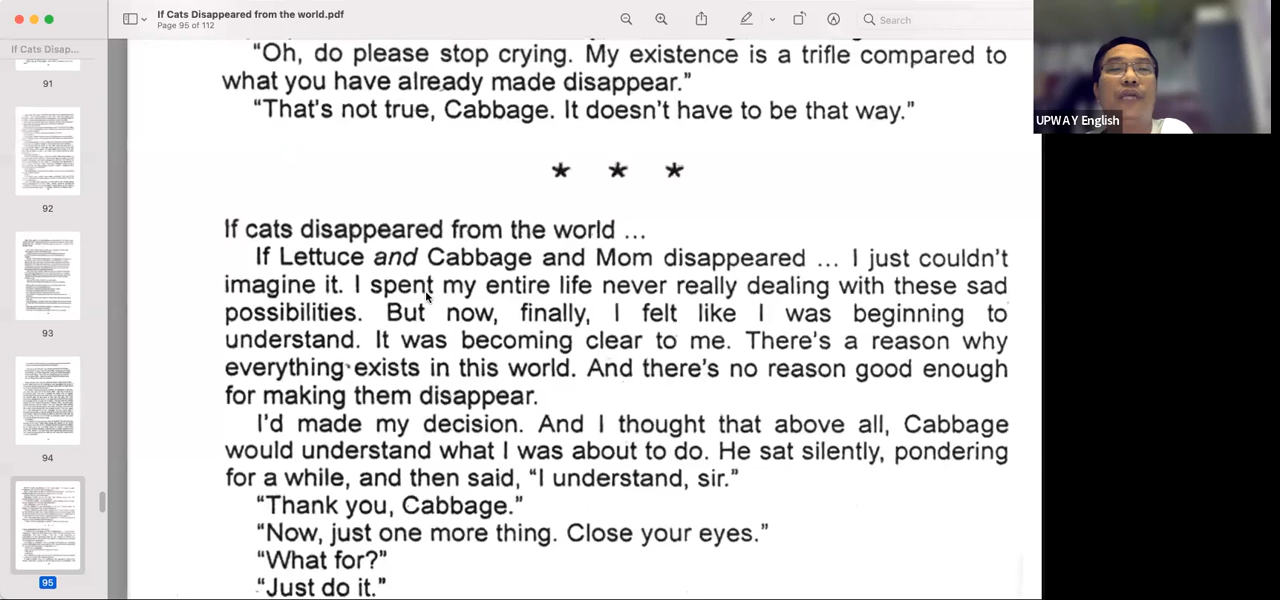 If Cats Disappeared from the world.pdf
Page 95 of 112
Search
If Cats Disap...
91
92
93
94
95
UPWAY English
“Oh, do please stop crying. My existence is a trifle compared to
what you have already made disappear.”
“That's not true, Cabbage. It doesn't have to be that way.”
* * *
If cats disappeared from the world ...
If Lettuce and Cabbage and Mom disappeared ... I just couldn't
imagine it. I spent my entire life never really dealing with these sad
possibilities. But now, finally, I felt like I was beginning to
understand. It was becoming clear to me. There's a reason why
everything exists in this world. And there's no reason good enough
for making them disappear.
I'd made my decision. And I thought that above all, Cabbage
would understand what I was about to do. He sat silently, pondering
for a while, and then said, “I understand, sir.”
“Thank you, Cabbage.”
“Now, just one more thing. Close your eyes.”
“What for?”
“Just do it.”